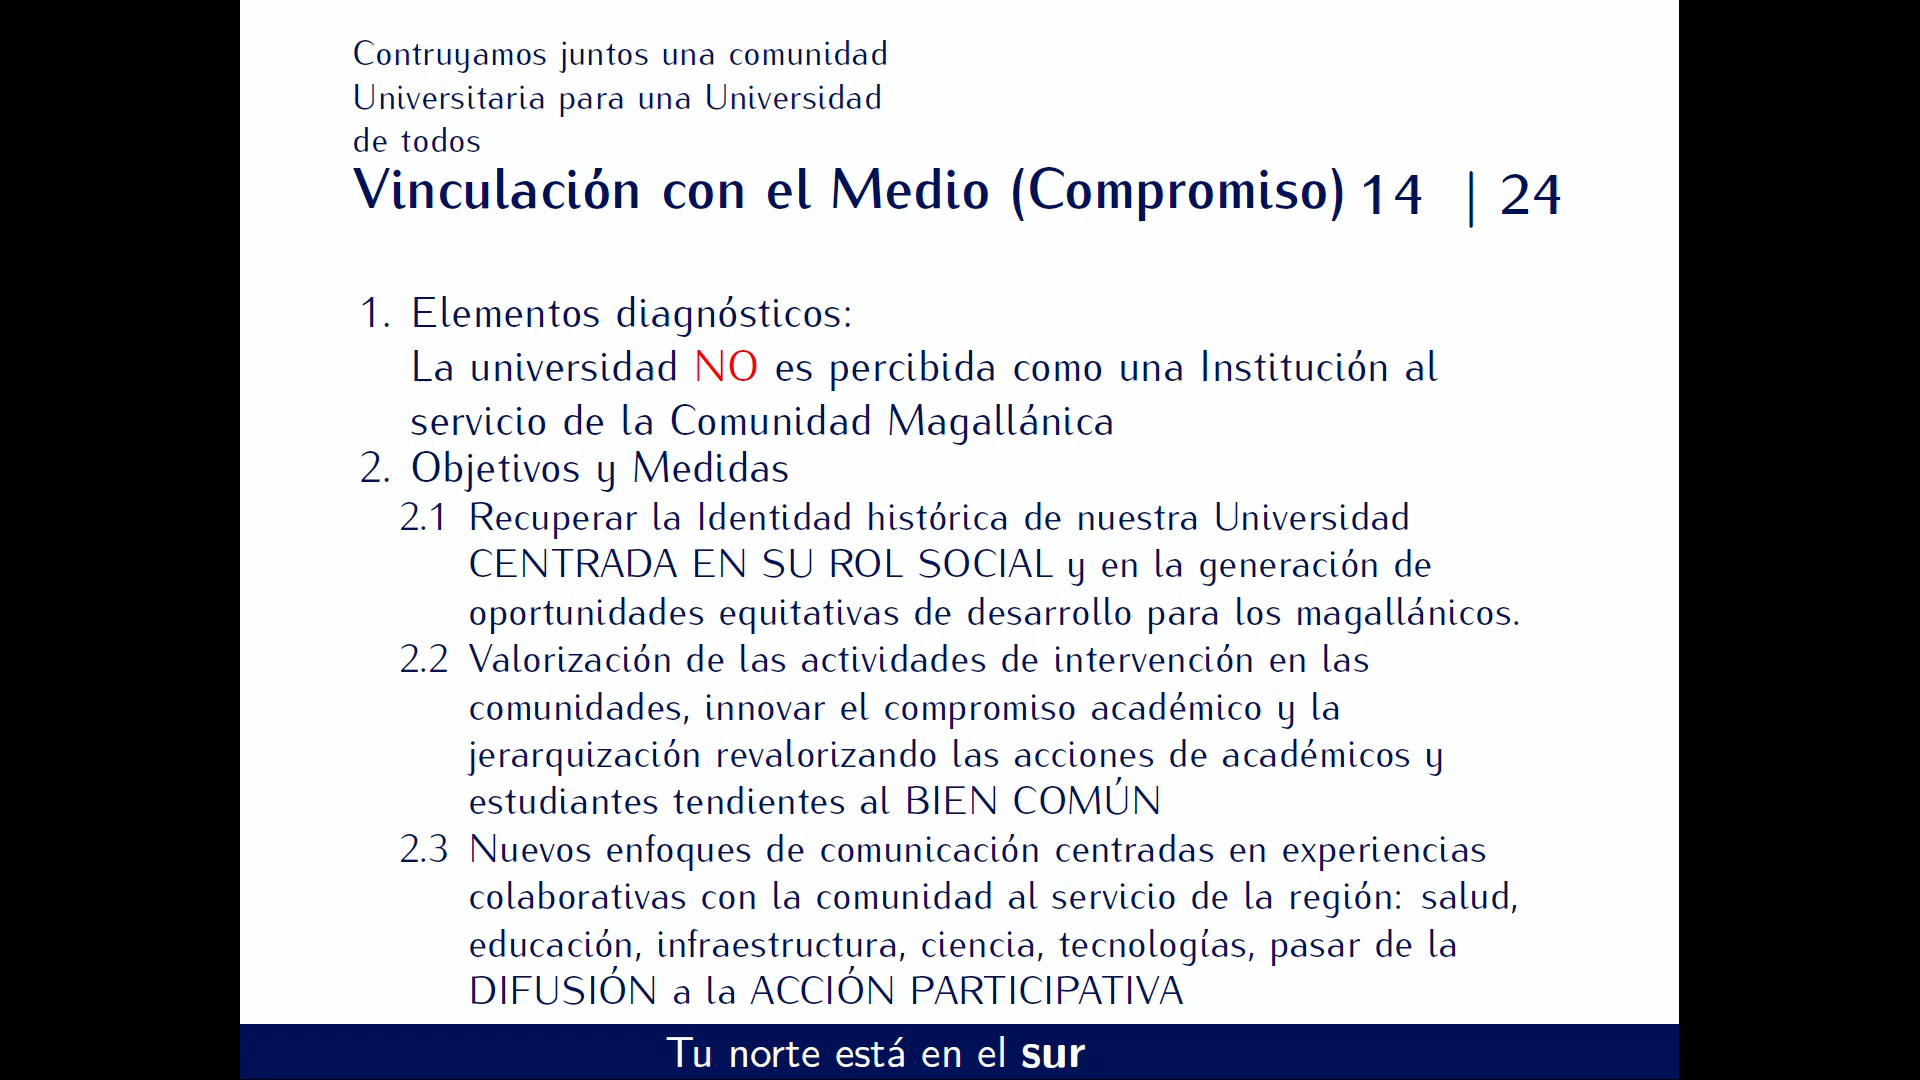 Contruyamos juntos una comunidad
Universitaria para una Universidad
de todos
Vinculación con el Medio (Compromiso) 14 | 24
1. Elementos diagnósticos:
La universidad NO es percibida como una Institución al
servicio de la Comunidad Magallánica
2. Objetivos y Medidas
2.1 Recuperar la Identidad histórica de nuestra Universidad
CENTRADA EN SU ROL SOCIAL y en la generación de
oportunidades equitativas de desarrollo para los magallánicos.
2.2 Valorización de las actividades de intervención en las
comunidades, innovar el compromiso académico y la
jerarquización revalorizando las acciones de académicos y
estudiantes tendientes al BIEN COMÚN
2.3 Nuevos enfoques de comunicación centradas en experiencias
colaborativas con la comunidad al servicio de la región: salud,
educación, infraestructura, ciencia, tecnologías, pasar de la
DIFUSIÓN a la ACCIÓN PARTICIPATIVA
Tu norte está en el sur